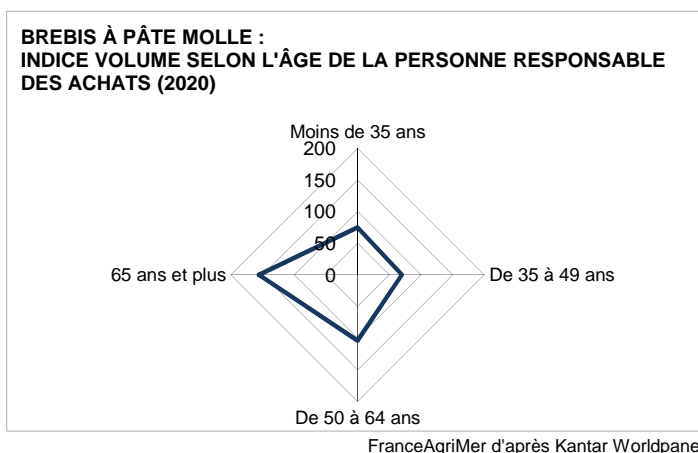 BREBIS À PÂTE MOLLE :
INDICE VOLUME SELON L'ÂGE DE LA PERSONNE RESPONSABLE
DES ACHATS (2020)
Moins de 35 ans
200
150
100
50
0
65 ans et plus
De 35 à 49 ans
De 50 à 64 ans
FranceAgriMer d'après Kantar Worldpane